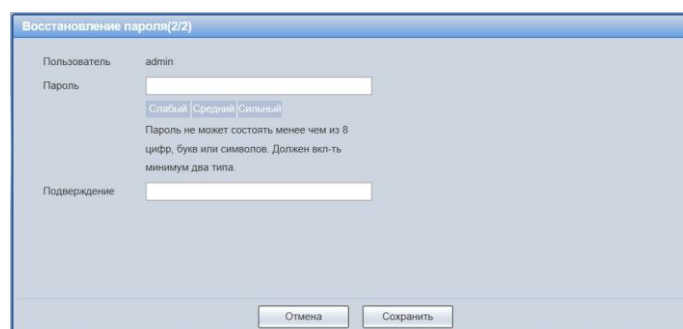 Восстановление пароля(2/2)
Пользователь admin
Пароль
Слабый Средний Сильный
Пароль не может состоять менее чем из 8
цифр, букв или символов. Должен вкл-ть
минимум два типа.
Подверждение
Отмена Сохранить